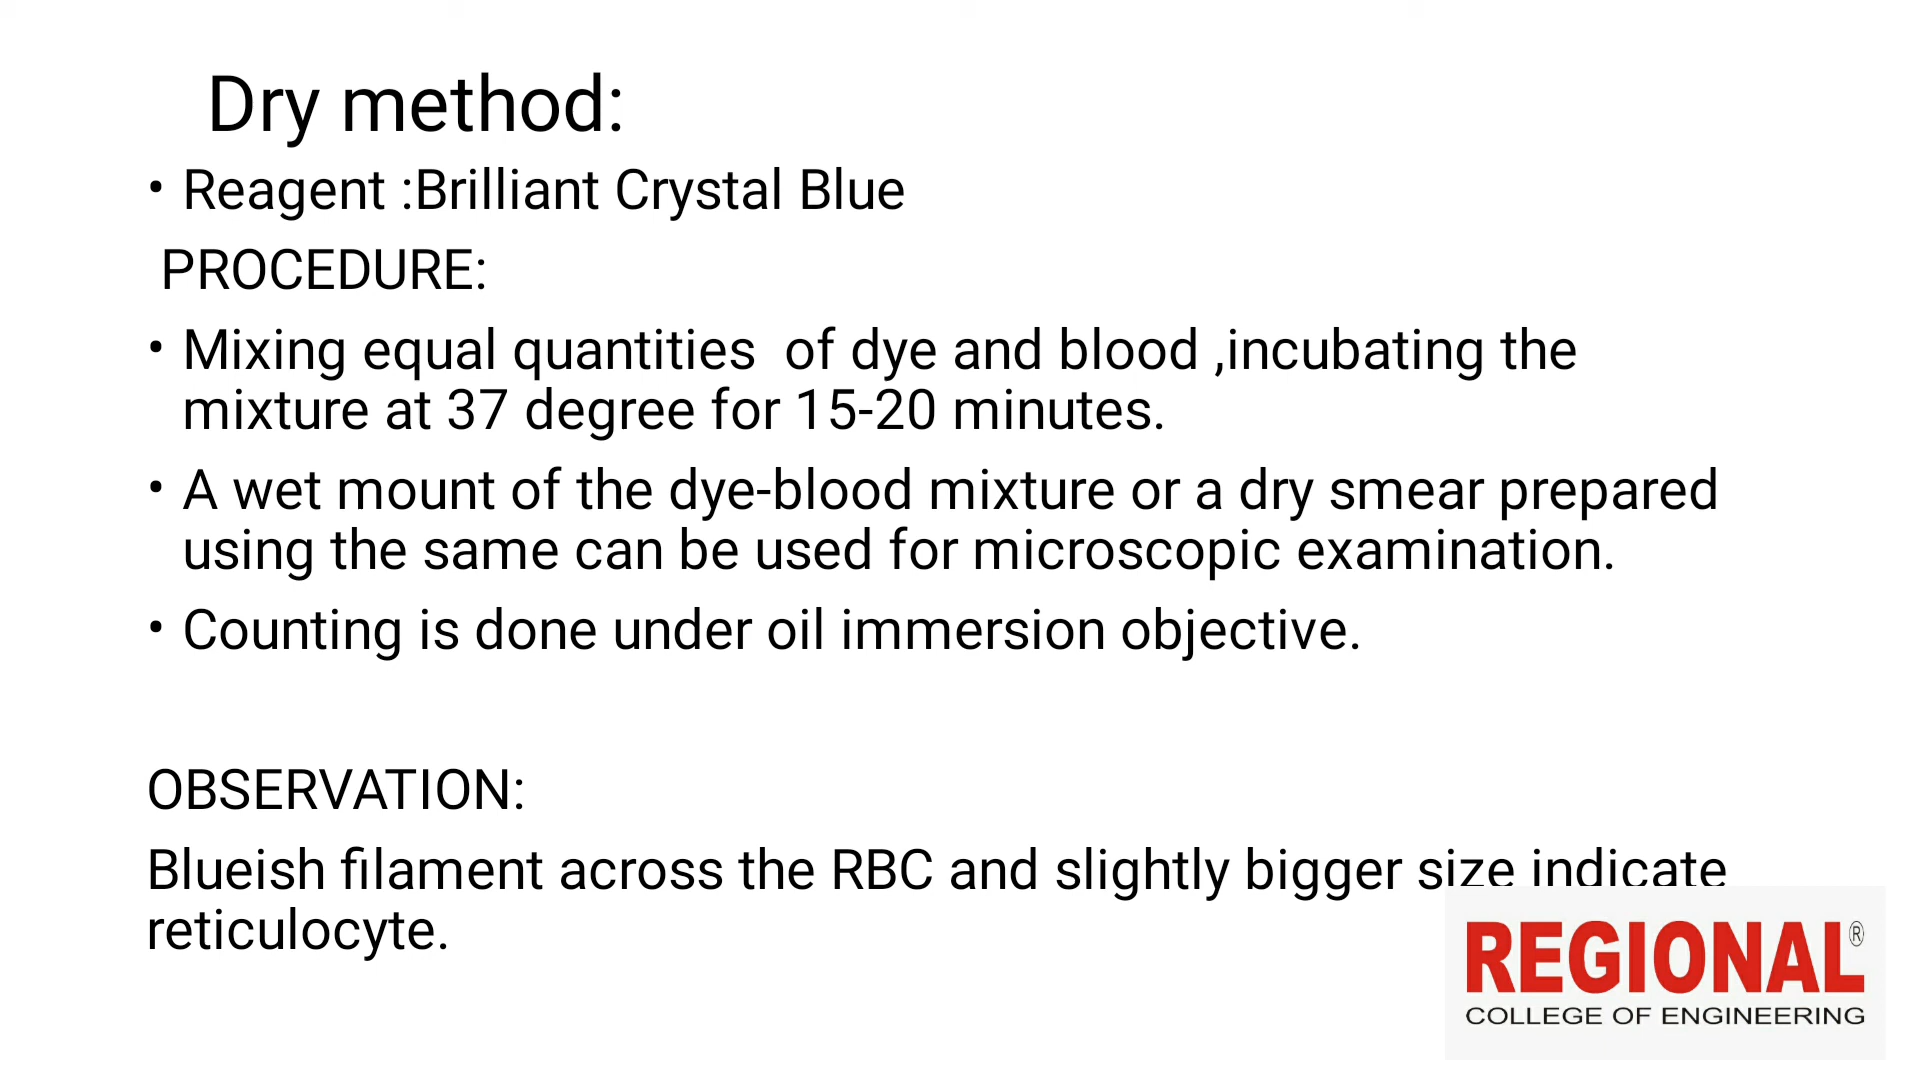 Dry method:
• Reagent :Brilliant Crystal Blue
PROCEDURE:
• Mixing equal quantities  of dye and blood ,incubating the
mixture at 37 degree for 15-20 minutes.
• A wet mount of the dye-blood mixture or a dry smear prepared
using the same can be used for microscopic examination.
• Counting is done under oil immersion objective.
OBSERVATION:
Blueish filament across the RBC and slightly bigger size indicate
reticulocyte.
REGIONAL®
COLLEGE OF ENGINEERING